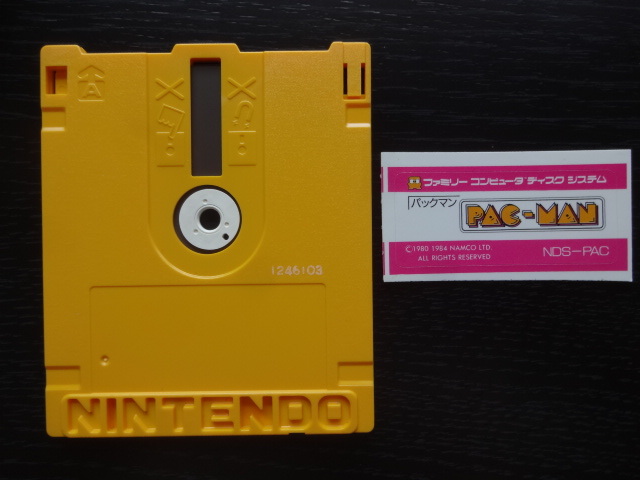 A
1246103
NINTENDO
ファミリー コンピュータ ディスク システム
「パックマン
PAC-MAN
©1980 1984 NAMCO LTD.
ALL RIGHTS RESERVED
NDS-PAC